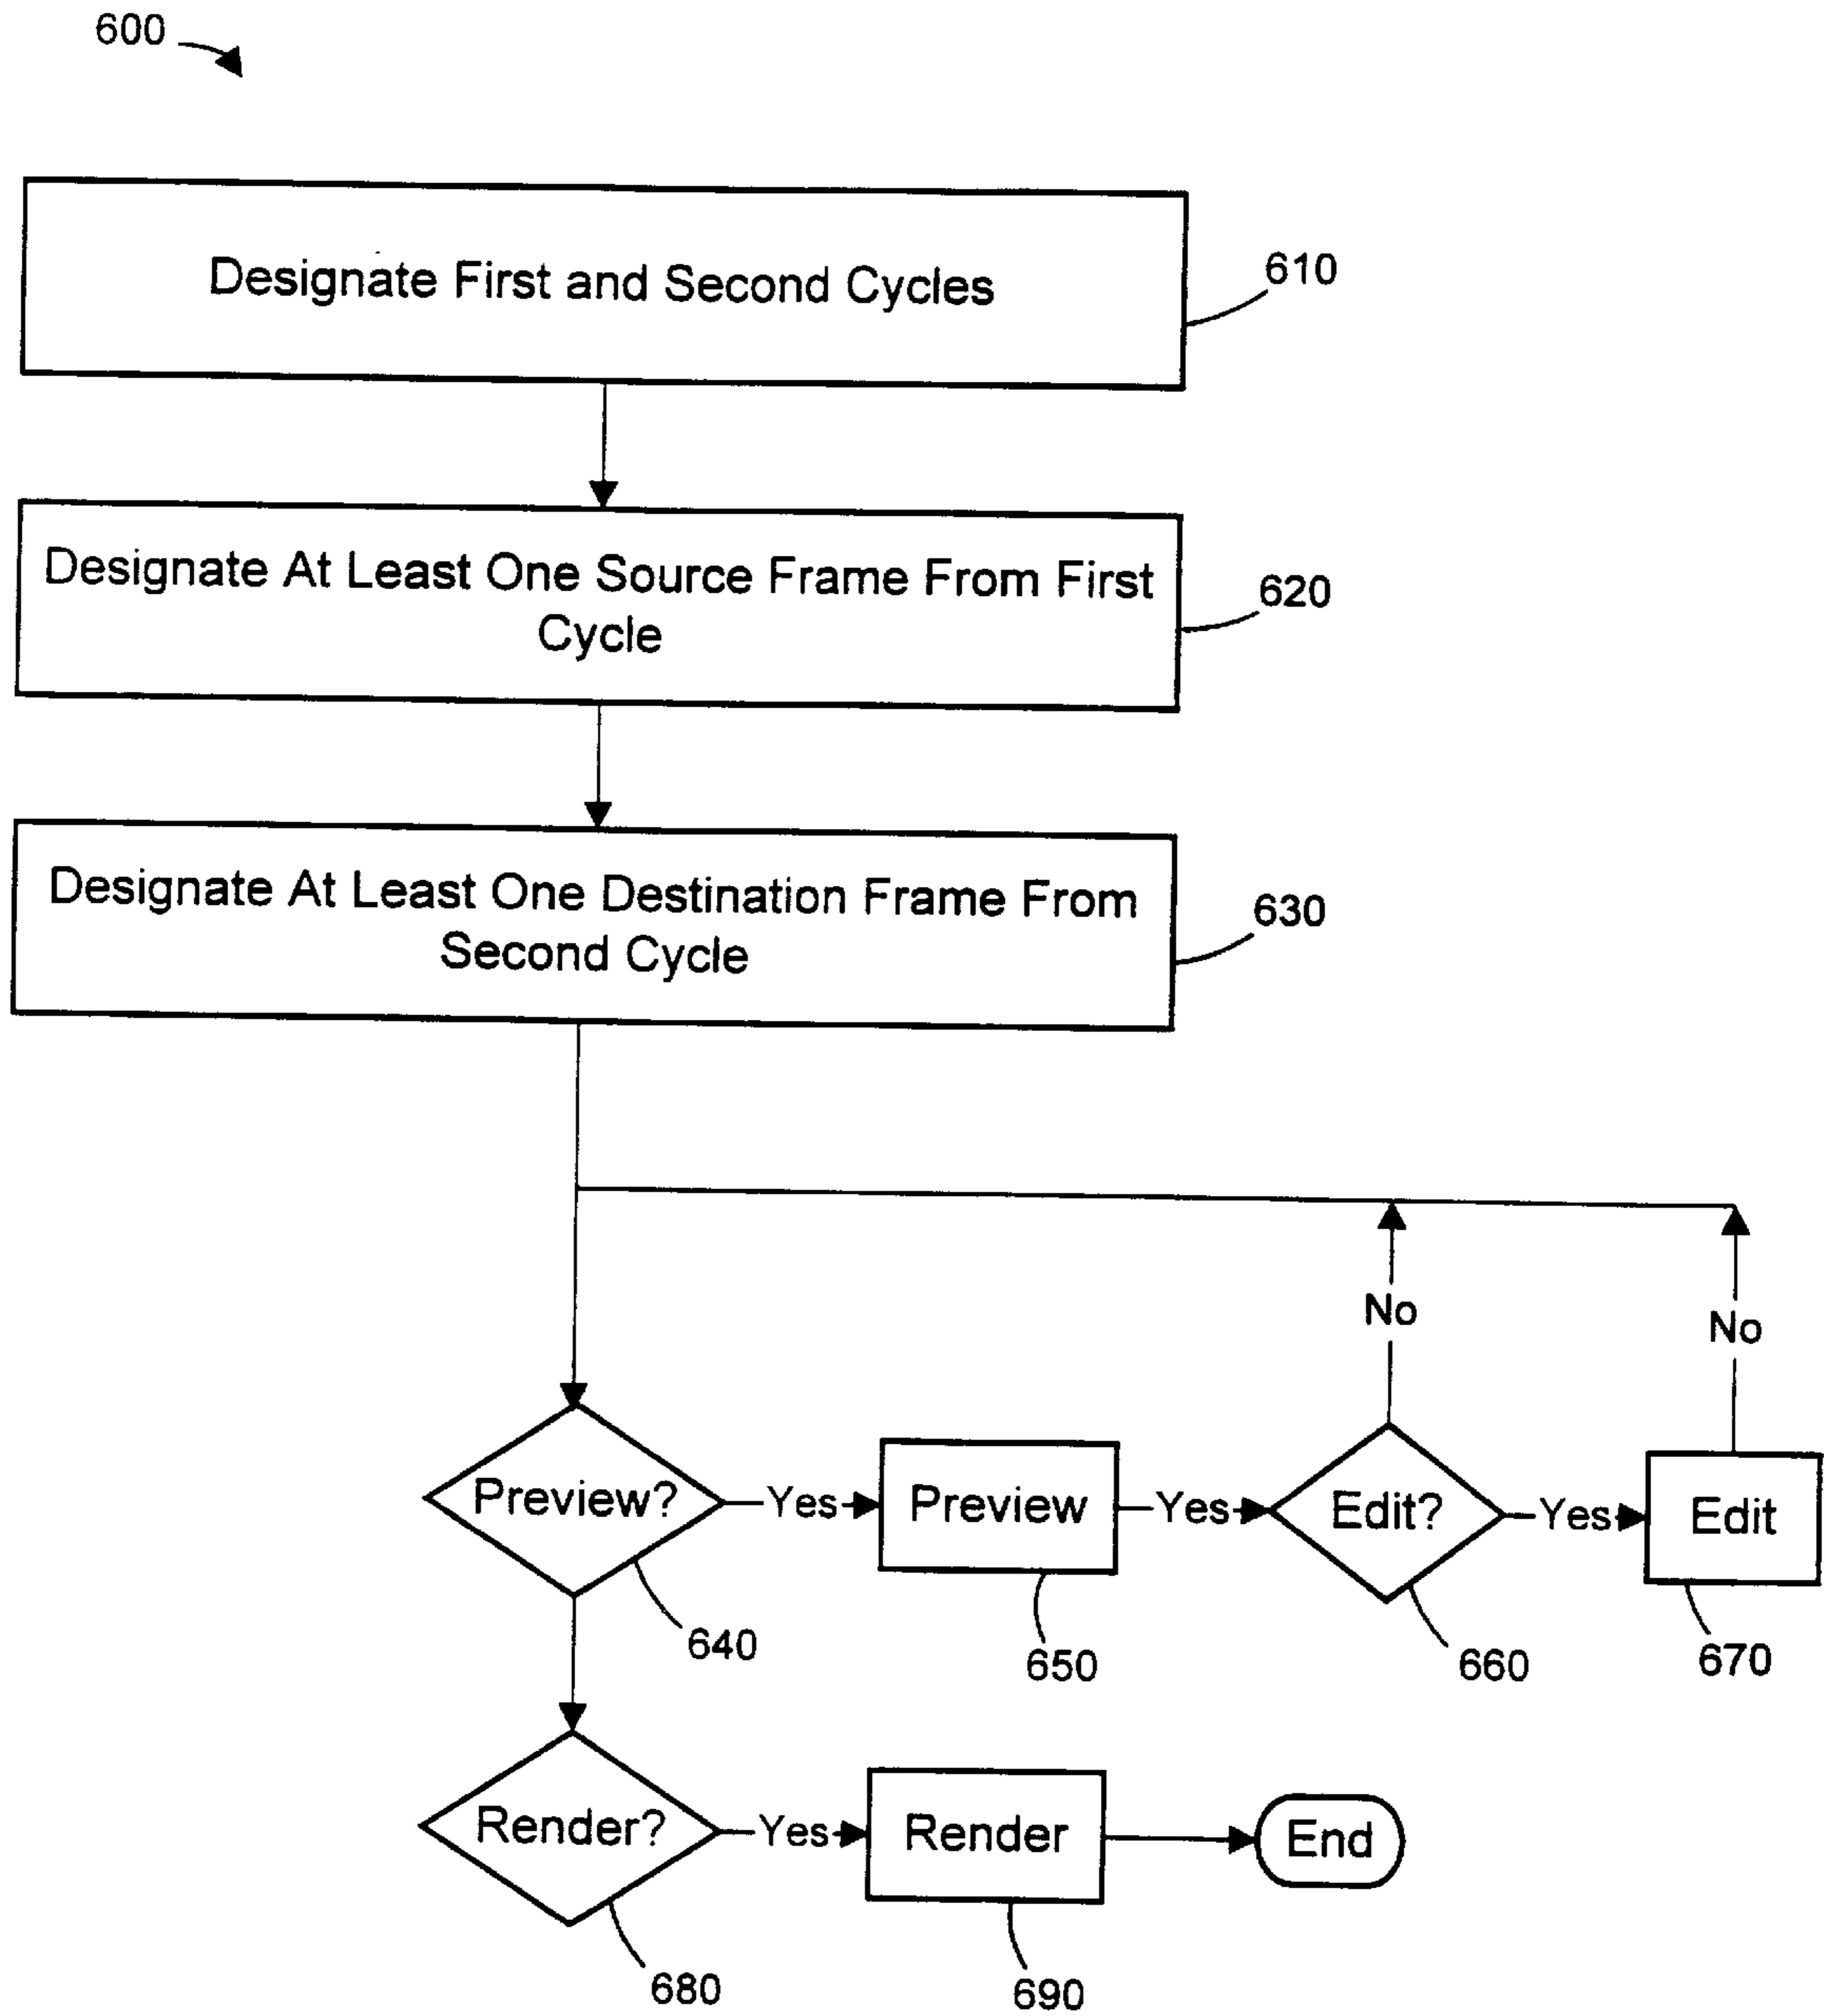 600
Designate First and Second Cycles
610
Designate At Least One Source Frame From First
Cycle
620
Designate At Least One Destination Frame From
Second Cycle
630
No
No
Preview?
Yes
Preview
Yes
Edit?
Yes
Edit
640
650
660
670
Render?
Yes
Render
End
680
690